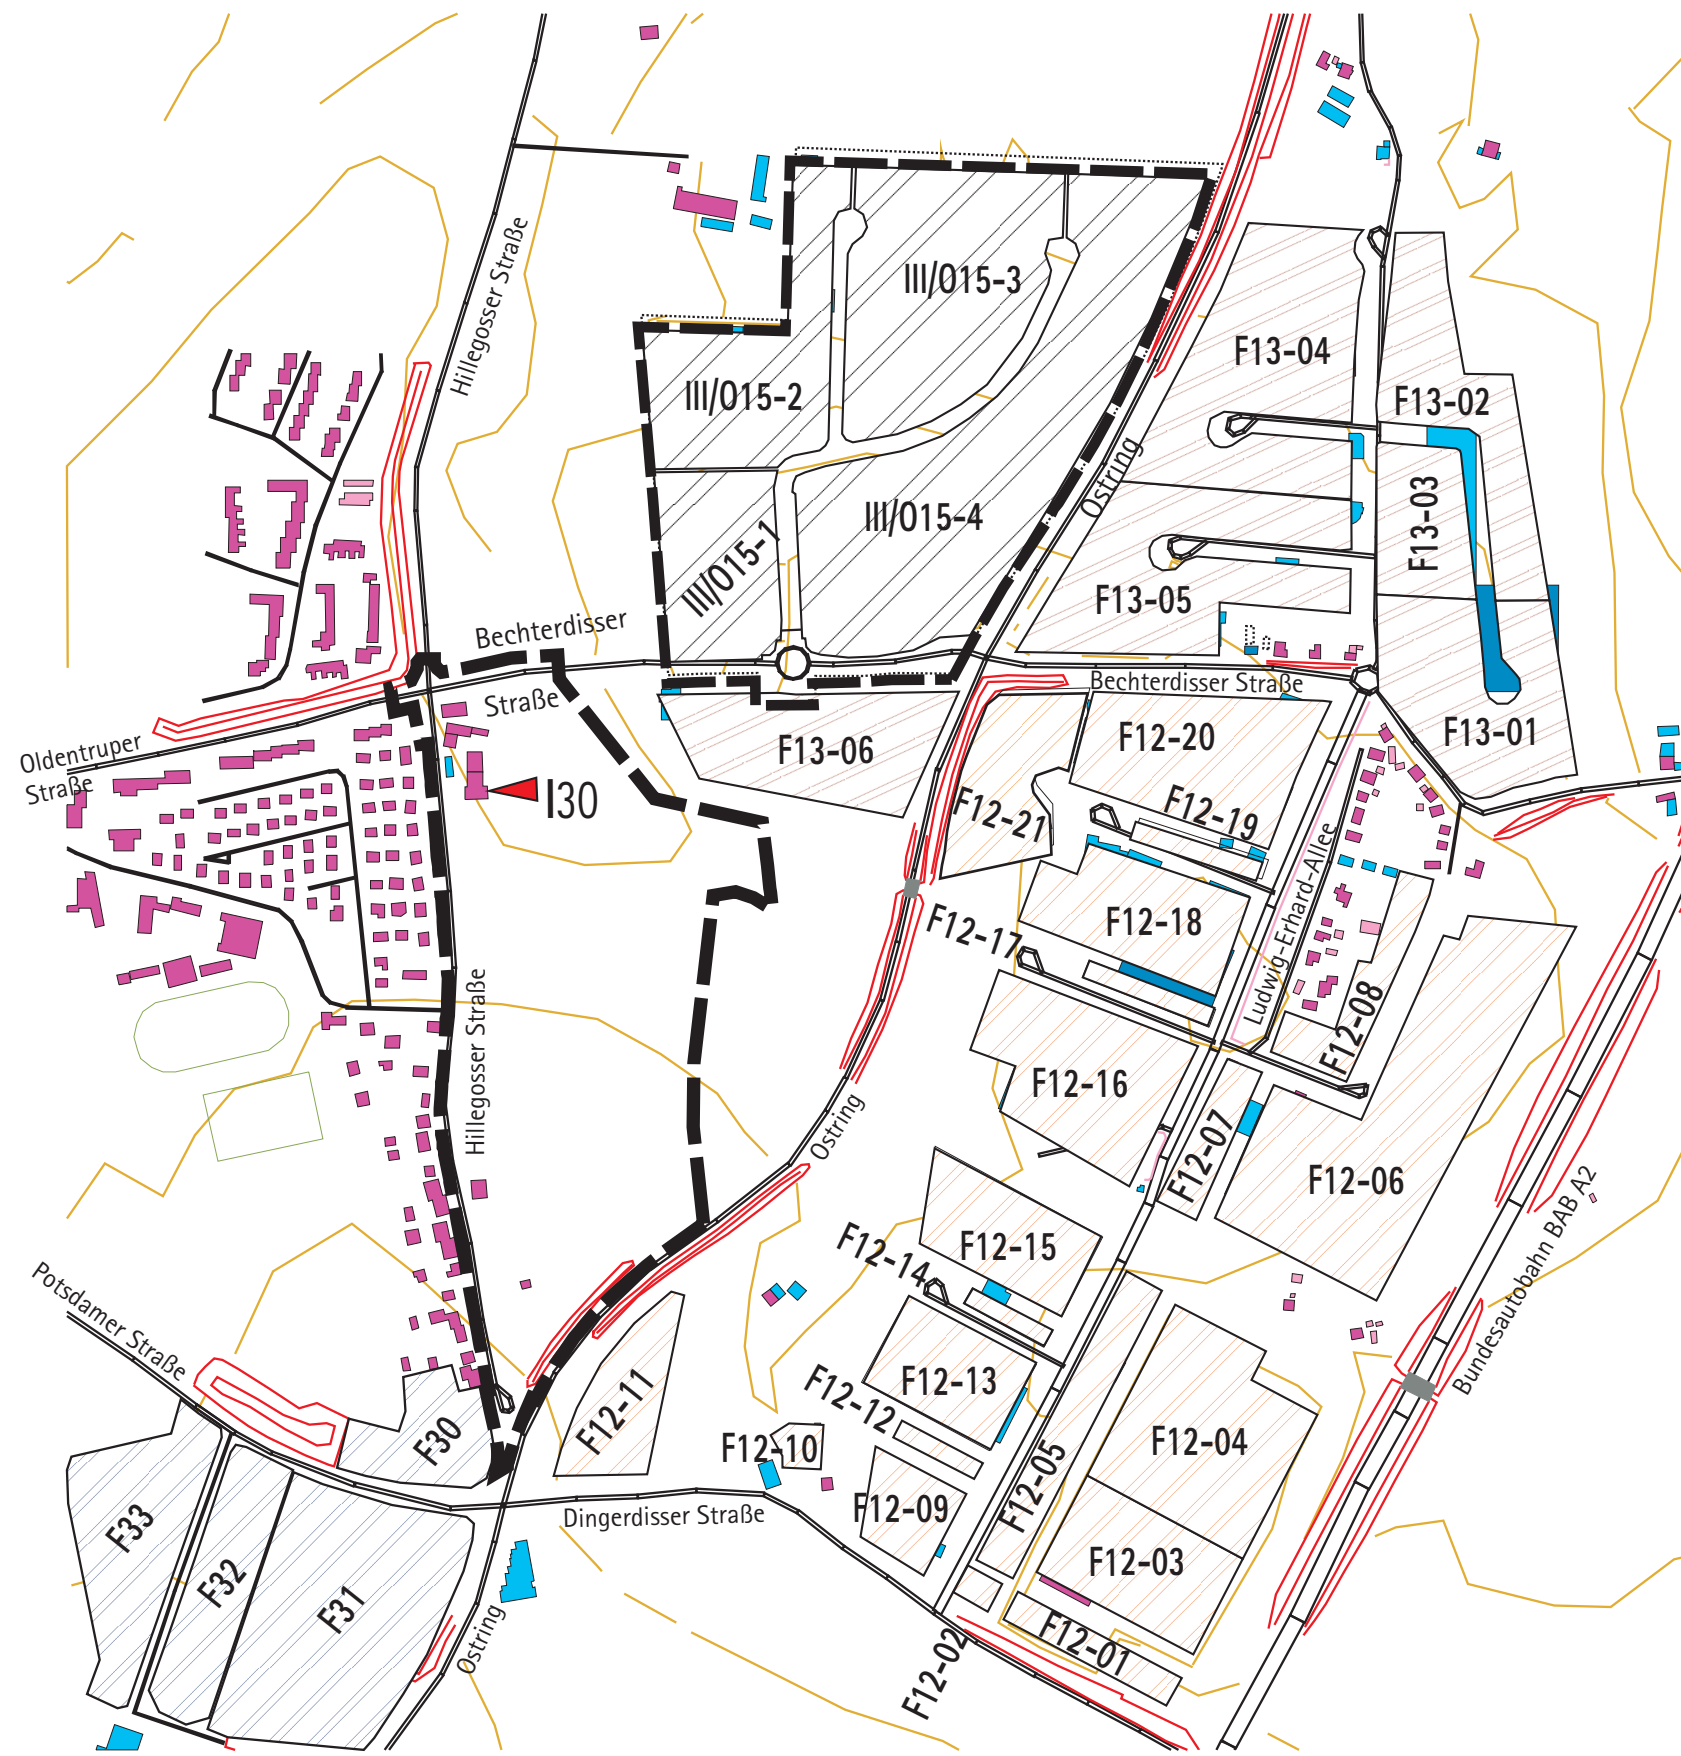 Hillegosser Straße
III/O15-3
F13-04
III/O15-2
F13-02
Ostring
F13-03
III/O15-4
III/O15-1
F13-05
Bechterdisser
Straße
Bechterdisser Straße
F13-01
F13-06
F12-20
Oldentruper
Straße
I30
F12-21
F12-19
Ludwig-Erhard-Allee
F12-18
F12-17
F12-08
Hillegosser Straße
F12-16
Ostring
F12-07
F12-06
Bundesautobahn BAB A2
F12-15
F12-14
Potsdamer Straße
F12-13
F12-12
F12-11
F30
F12-10
F12-04
F12-05
F12-09
Dingerdisser Straße
F33
F32
F31
F12-03
Ostring
F12-01
F12-02